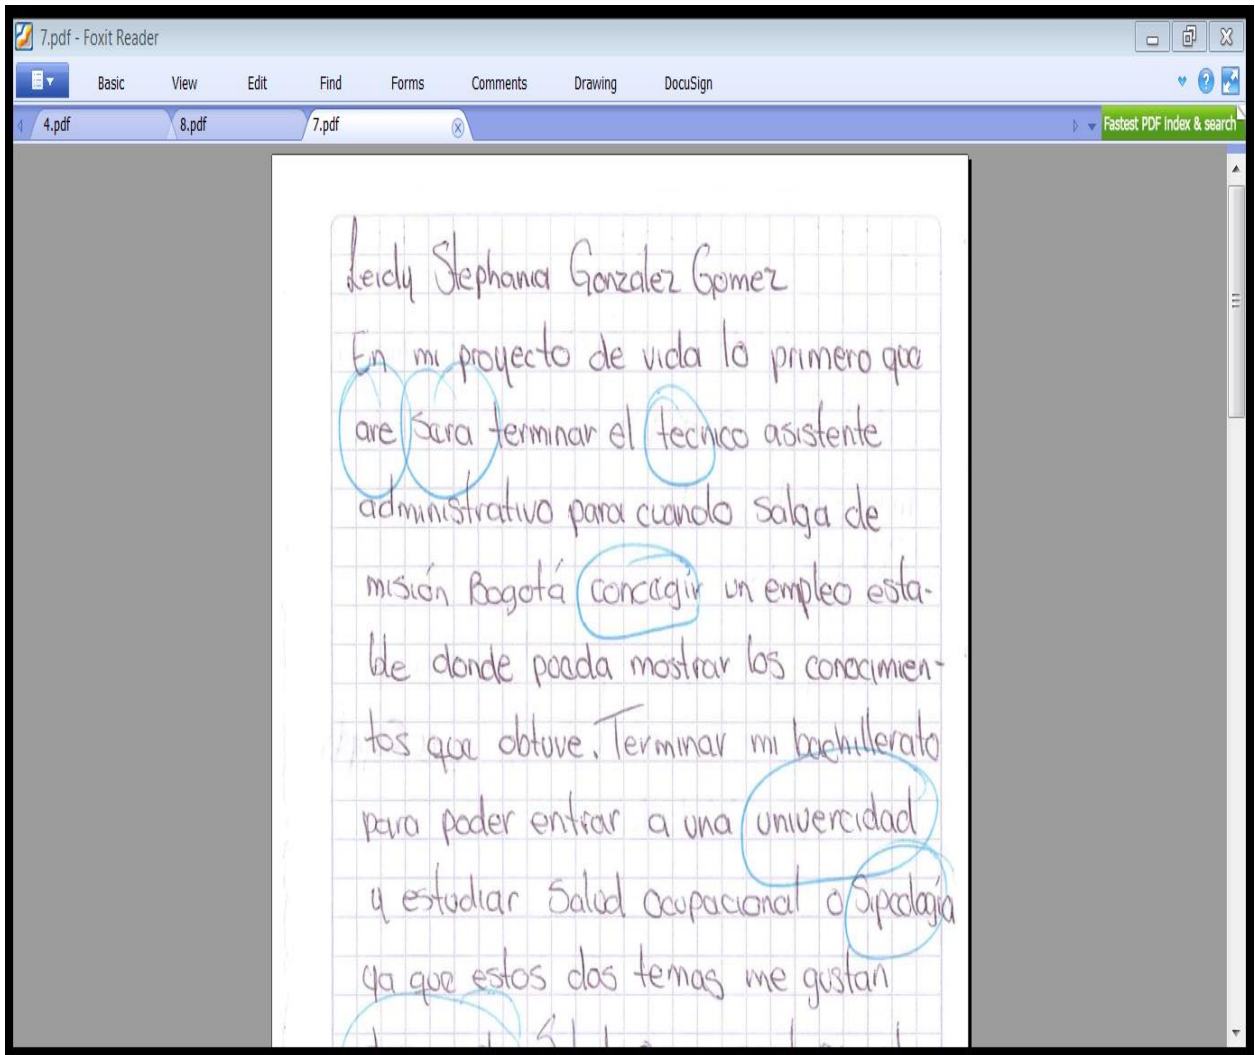 7.pdf - Foxit Reader
Basic View Edit Find Forms Comments Drawing DocuSign
4.pdf 8.pdf 7.pdf Fastest PDF index & search
Leidy Stephania Gonzalez Gomez
En mi proyecto de vida lo primero que
are sera terminar el tecnico asistente
administrativo para cuando salga de
misión Bogotá concegir un empleo esta-
ble donde pueda mostrar los conocimien-
tos que obtuve. Terminar mi bachillerato
para poder entrar a una univercidad
y estudiar Salud Ocupacional o Sipcología
ya que estos dos temas me gustan